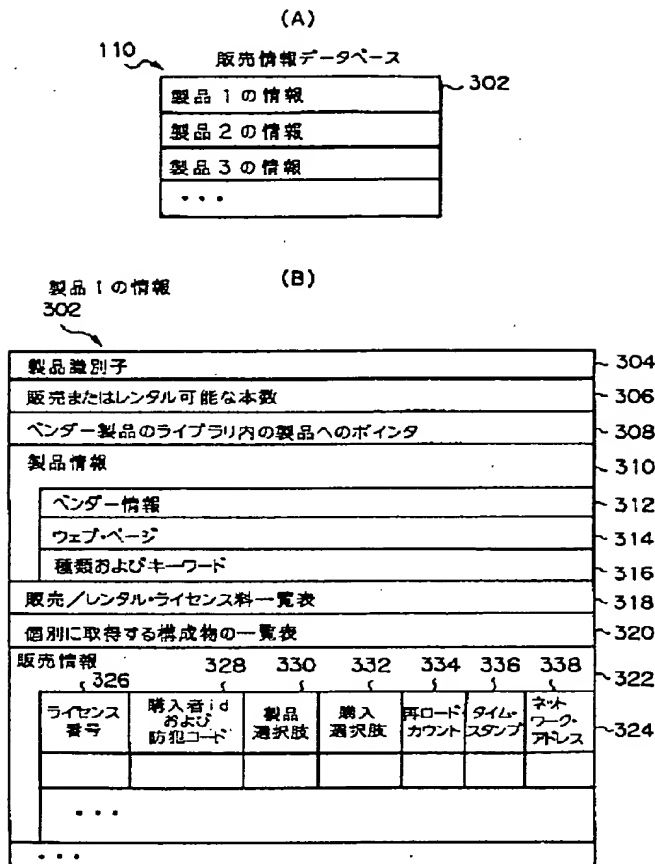 (A)
110
販売情報データベース
302
製品1の情報
製品2の情報
製品3の情報
・・・
(B)
製品1の情報
302
製品識別子
304
販売またはレンタル可能な本数
306
ベンダー製品のライブラリ内の製品へのポインタ
308
製品情報
310
ベンダー情報
312
ウェブ・ページ
314
種類およびキーワード
316
販売/レンタル・ライセンス料一覧表
318
個別に取得する構成物の一覧表
320
販売情報
322
326 328 330 332 334 336 338
ライセンス番号
購入者idおよび防犯コード
製品選択肢
購入選択肢
再ロード・カウント
タイム・スタンプ
ネットワーク・アドレス
324
・・・
・・・